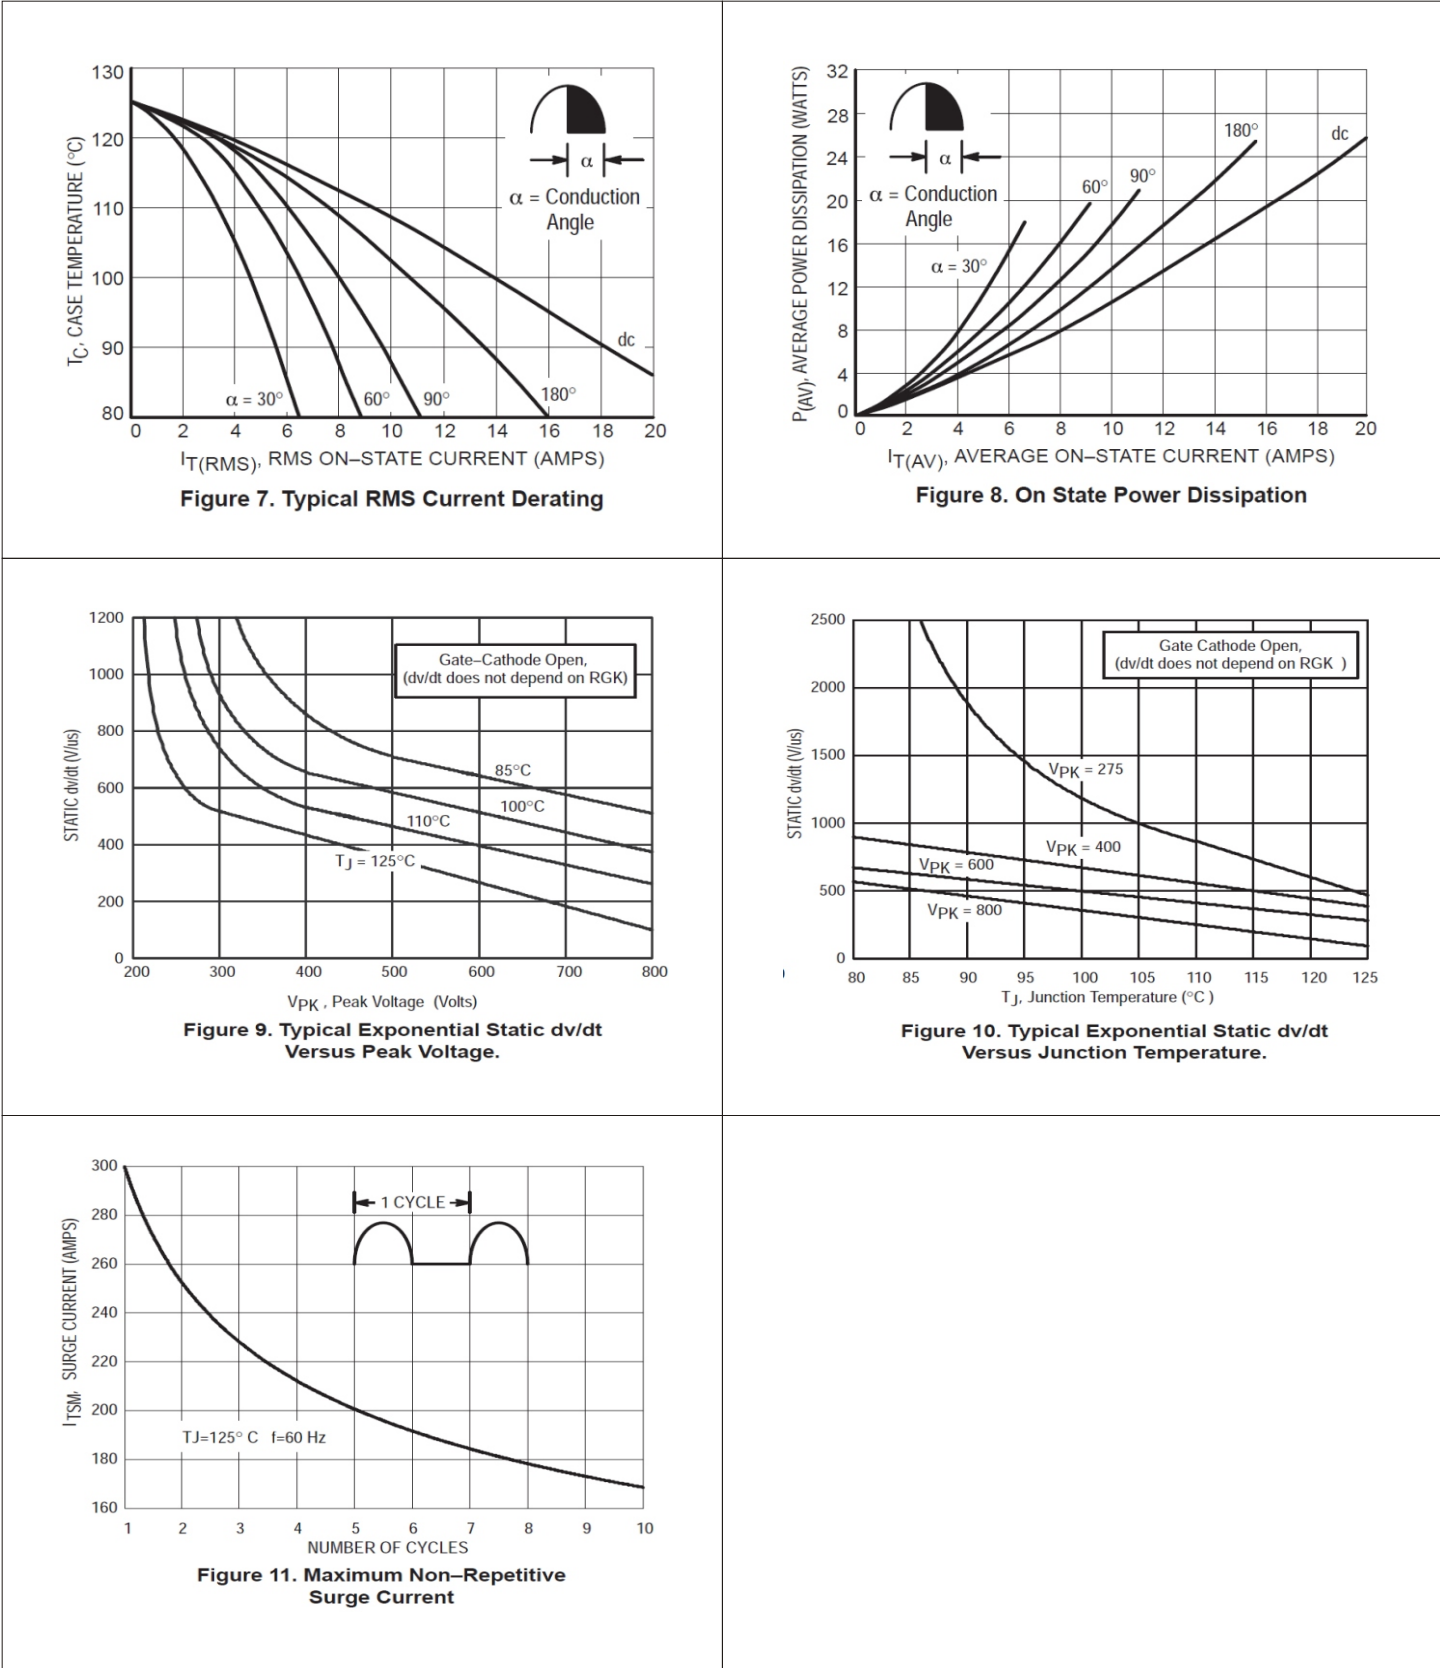 130
120
110
100
90
80
TC, CASE TEMPERATURE (°C)
α
α = Conduction
Angle
dc
α = 30°
60°
90°
180°
0 2 4 6 8 10 12 14 16 18 20
IT(RMS), RMS ON–STATE CURRENT (AMPS)
Figure 7. Typical RMS Current Derating
32
28
24
20
16
12
8
4
0
P(AV), AVERAGE POWER DISSIPATION (WATTS)
α
α = Conduction
Angle
180°
dc
60°
90°
α = 30°
0 2 4 6 8 10 12 14 16 18 20
IT(AV), AVERAGE ON–STATE CURRENT (AMPS)
Figure 8. On State Power Dissipation
1200
1000
800
600
400
200
0
STATIC dv/dt (V/us)
Gate–Cathode Open,
(dv/dt does not depend on RGK)
85°C
100°C
110°C
TJ = 125°C
200 300 400 500 600 700 800
VPK , Peak Voltage (Volts)
Figure 9. Typical Exponential Static dv/dt
Versus Peak Voltage.
2500
2000
1500
1000
500
0
STATIC dv/dt (V/us)
Gate Cathode Open,
(dv/dt does not depend on RGK )
VPK = 275
VPK = 400
VPK = 600
VPK = 800
80 85 90 95 100 105 110 115 120 125
TJ, Junction Temperature (°C )
Figure 10. Typical Exponential Static dv/dt
Versus Junction Temperature.
300
280
260
240
220
200
180
160
ITSM, SURGE CURRENT (AMPS)
1 CYCLE
TJ=125° C f=60 Hz
1 2 3 4 5 6 7 8 9 10
NUMBER OF CYCLES
Figure 11. Maximum Non–Repetitive
Surge Current